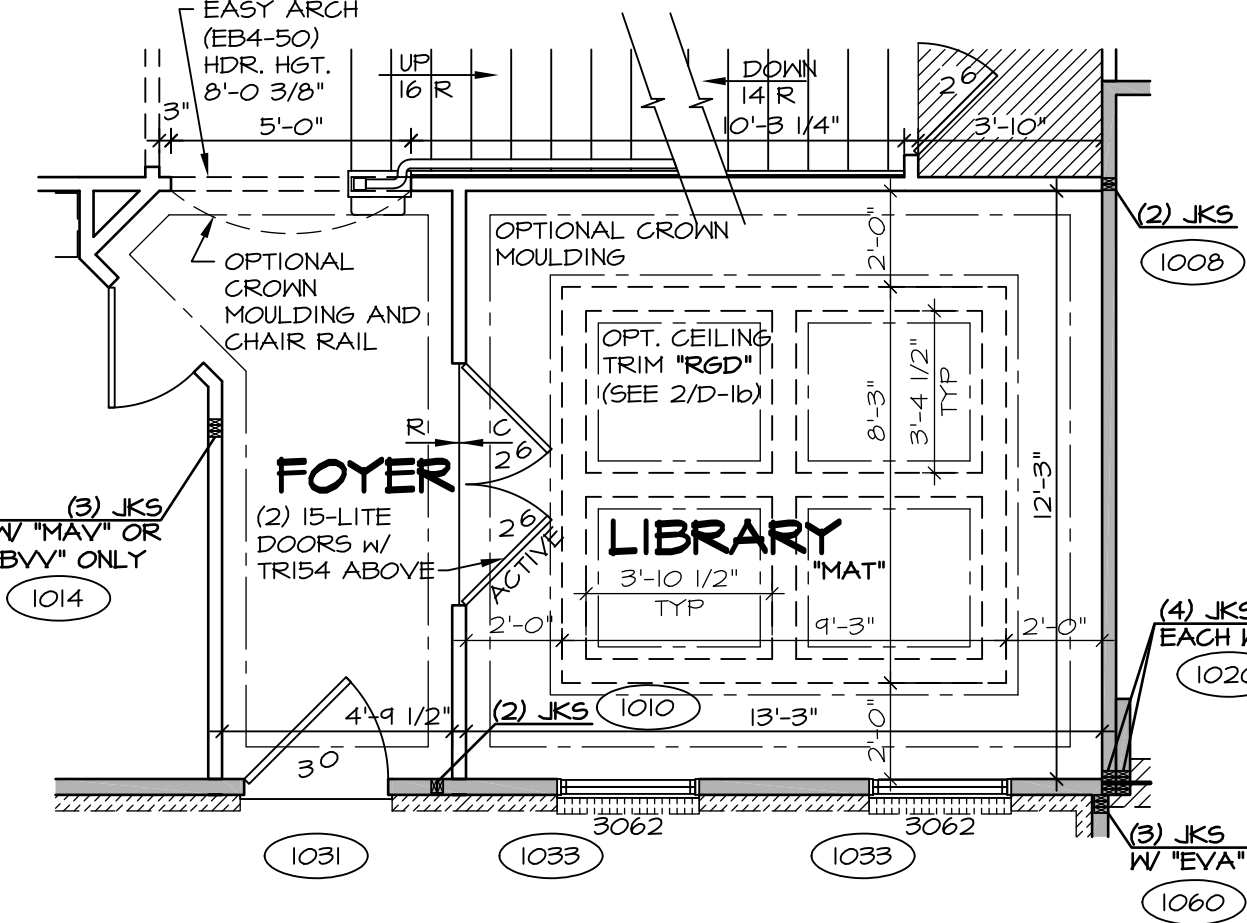 EASY ARCH
(EB4-50)
HDR. HGT.
8'-0 3/8"
3"
5'-0"
UP
16 R
DOWN
14 R
10'-3 1/4"
2 6
3'-10"
(2) JKS
1008
OPTIONAL
CROWN
MOULDING AND
CHAIR RAIL
OPTIONAL CROWN
MOULDING
2'-0"
OPT. CEILING
TRIM "RGD"
(SEE 2/D-1b)
8'-3"
3'-4 1/2"
TYP
12'-3"
R C
2 6
FOYER
(2) 15-LITE
DOORS W/
TR154 ABOVE
2 6
ACTIVE
(3) JKS
W/ "MAV" OR
"BVV" ONLY
1014
LIBRARY
"MAT"
3'-10 1/2"
TYP
2'-0"
9'-3"
2'-0"
(4) JKS
EACH
1020
4'-9 1/2"
(2) JKS
1010
13'-3"
2'-0"
3 0
3062
3062
1031
1033
1033
(3) JKS
W/ "EVA"
1060